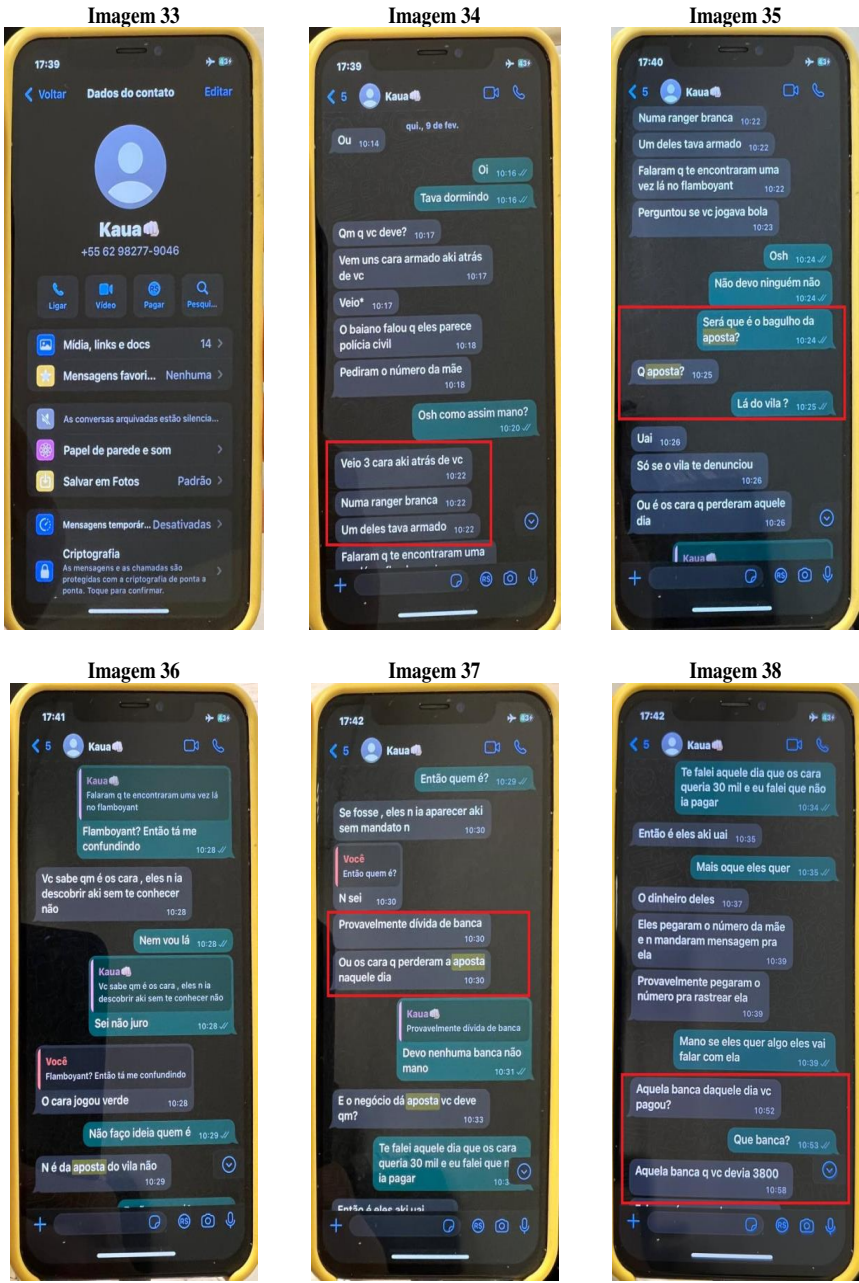 Imagem 33
17:39
Voltar
Dados do contato
Editar
Kaua
+55 62 98277-9046
Ligar
Vídeo
Pagar
Pesqui...
Mídia, links e docs
14
Mensagens favori...
Nenhuma
As conversas arquivadas estão silencia...
Papel de parede e som
Salvar em Fotos
Padrão
Mensagens temporár...
Desativadas
Criptografia
As mensagens e as chamadas são
protegidas com a criptografia de ponta a
ponta. Toque para confirmar.
Imagem 34
17:39
5
Kaua
qui., 9 de fev.
Ou 10:14
Oi 10:16
Tava dormindo 10:16
Qm q vc deve? 10:17
Vem uns cara armado aki atrás
de vc
10:17
Veio* 10:17
O baiano falou q eles parece
polícia civil
10:18
Pediram o número da mãe
10:18
Osh como assim mano?
10:20
Veio 3 cara aki atrás de vc
10:22
Numa ranger branca 10:22
Um deles tava armado 10:22
Falaram q te encontraram uma
Imagem 35
17:40
5
Kaua
Numa ranger branca 10:22
Um deles tava armado 10:22
Falaram q te encontraram uma
vez lá no flamboyant
10:22
Perguntou se vc jogava bola
10:23
Osh 10:24
Não devo ninguém não
10:24
Será que é o bagulho da
aposta?
10:24
Q aposta? 10:25
Lá do vila ? 10:25
Uai 10:26
Só se o vila te denunciou
10:26
Ou é os cara q perderam aquele
dia
10:26
Kaua
Imagem 36
17:41
5
Kaua
Kaua
Falaram q te encontraram uma vez lá
no flamboyant
Flamboyant? Então tá me
confundindo
10:28
Vc sabe qm é os cara , eles n ia
descobrir aki sem te conhecer
não
10:28
Nem vou lá 10:28
Kaua
Vc sabe qm é os cara , eles n ia
descobrir aki sem te conhecer não
Sei não juro
10:28
Você
Flamboyant? Então tá me confundindo
O cara jogou verde
10:28
Não faço ideia quem é 10:29
N é da aposta do vila não
10:29
Imagem 37
17:42
5
Kaua
Então quem é? 10:29
Se fosse , eles n ia aparecer aki
sem mandato n
10:30
Você
Então quem é?
N sei
10:30
Provavelmente dívida de banca
10:30
Ou os cara q perderam a aposta
naquele dia
10:30
Kaua
Provavelmente dívida de banca
Devo nenhuma banca não
mano
10:31
E o negócio dá aposta vc deve
qm?
10:33
Te falei aquele dia que os cara
queria 30 mil e eu falei que n
ia pagar
Então é eles aki uai
Imagem 38
17:42
5
Kaua
Te falei aquele dia que os cara
queria 30 mil e eu falei que não
ia pagar
10:34
Então é eles aki uai 10:35
Mais oque eles quer 10:35
O dinheiro deles 10:37
Eles pegaram o número da mãe
e n mandaram mensagem pra
ela
10:39
Provavelmente pegaram o
número pra rastrear ela
10:39
Mano se eles quer algo eles vai
falar com ela
10:39
Aquela banca daquele dia vc
pagou?
10:52
Que banca? 10:53
Aquela banca q vc devia 3800
10:58